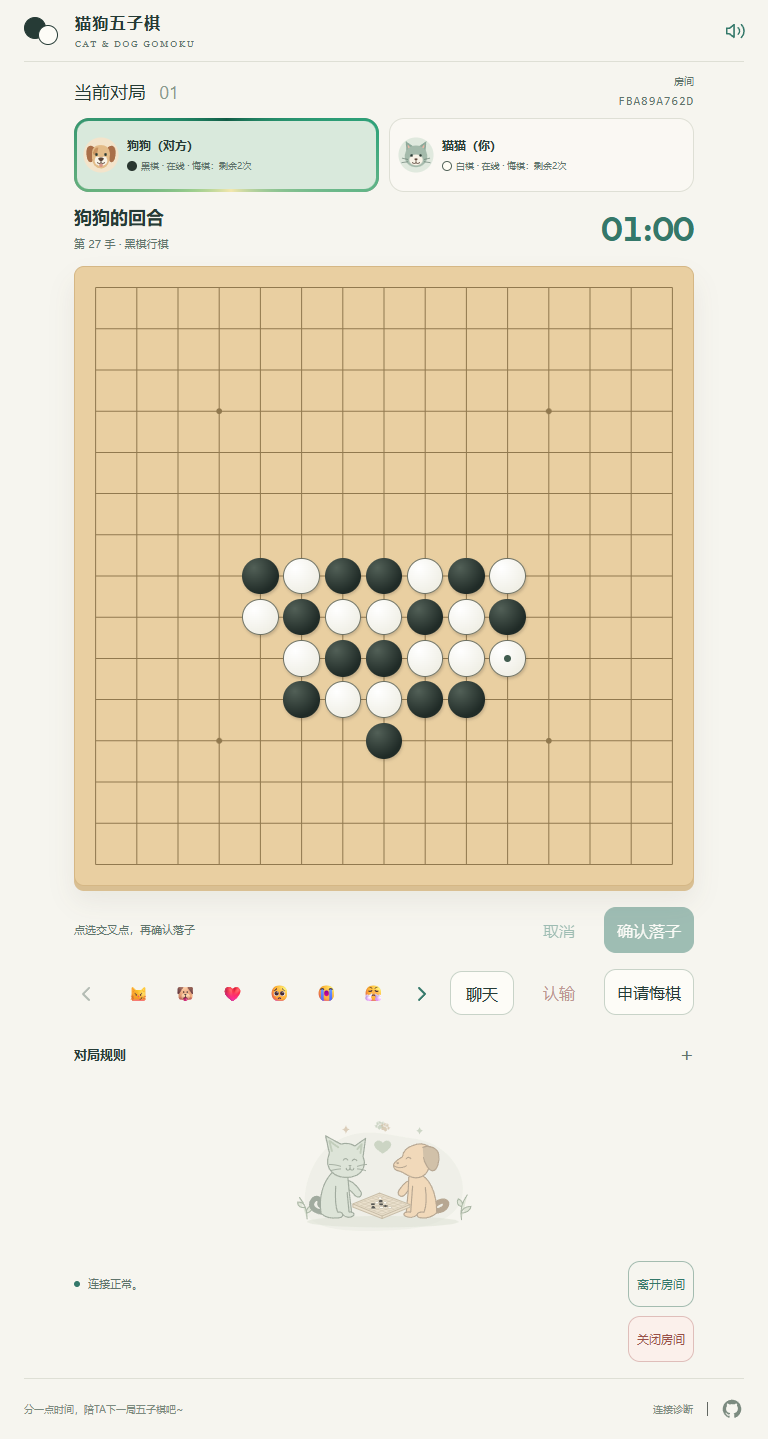 猫狗五子棋
CAT & DOG GOMOKU
当前对局 01
房间
FBA89A762D
狗狗（对方）
黑棋 · 在线 · 悔棋：剩余2次
猫猫（你）
白棋 · 在线 · 悔棋：剩余2次
狗狗的回合
第 27 手 · 黑棋行棋
01:00
点选交叉点，再确认落子
取消
确认落子
聊天
认输
申请悔棋
对局规则
+
连接正常。
离开房间
关闭房间
分一点时间，陪TA下一局五子棋吧~
连接诊断